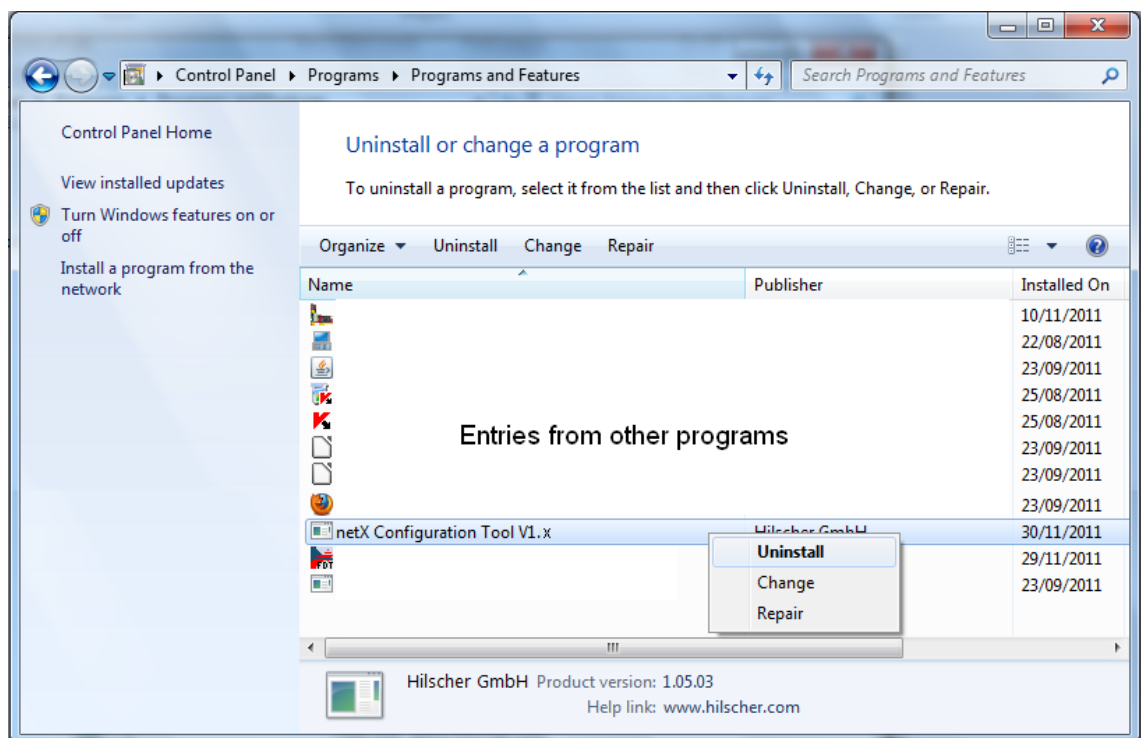 Control Panel Programs Programs and Features Search Programs and Features
Control Panel Home
View installed updates
Turn Windows features on or
off
Install a program from the
network
Uninstall or change a program
To uninstall a program, select it from the list and then click Uninstall, Change, or Repair.
Organize Uninstall Change Repair
Name Publisher Installed On
10/11/2011
22/08/2011
23/09/2011
25/08/2011
25/08/2011
Entries from other programs
23/09/2011
23/09/2011
23/09/2011
netX Configuration Tool V1.x Hilscher GmbH 30/11/2011
FDT 29/11/2011
23/09/2011
Uninstall
Change
Repair
Hilscher GmbH Product version: 1.05.03
Help link: www.hilscher.com